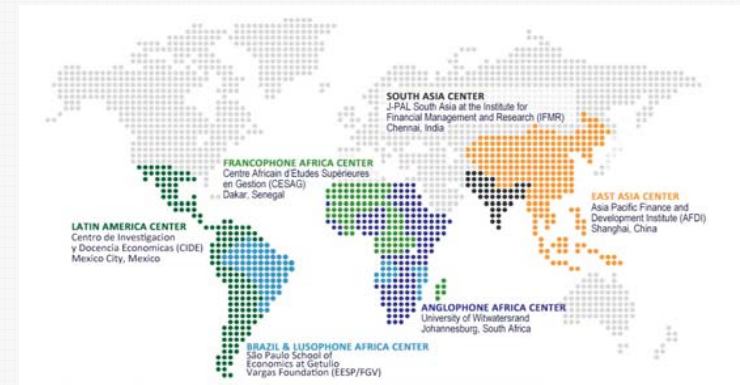 SOUTH ASIA CENTER
J-PAL South Asia at the Institute for
Financial Management and Research (IFMR)
Chennai, India
FRANCOPHONE AFRICA CENTER
Centre Africain d'Etudes Superieures
en Gestion (CESAG)
Dakar, Senegal
EAST ASIA CENTER
Asia Pacific Finance and
Development Institute (AFDI)
Shanghai, China
LATIN AMERICA CENTER
Centro de Investigacion
y Docencia Economicas (CIDE)
Mexico City, Mexico
ANGLOPHONE AFRICA CENTER
University of Witwatersrand
Johannesburg, South Africa
BRAZIL & LUSOPHONE AFRICA CENTER
São Paulo School of
Economics at Getulio
Vargas Foundation (EESP/FGV)